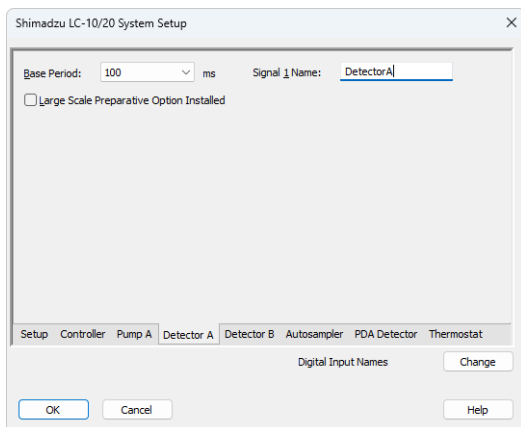 Shimadzu LC-10/20 System Setup
Base Period: 100 ms Signal 1 Name: DetectorA
Large Scale Preparative Option Installed
Setup Controller Pump A Detector A Detector B Autosampler PDA Detector Thermostat
Digital Input Names Change
OK Cancel Help